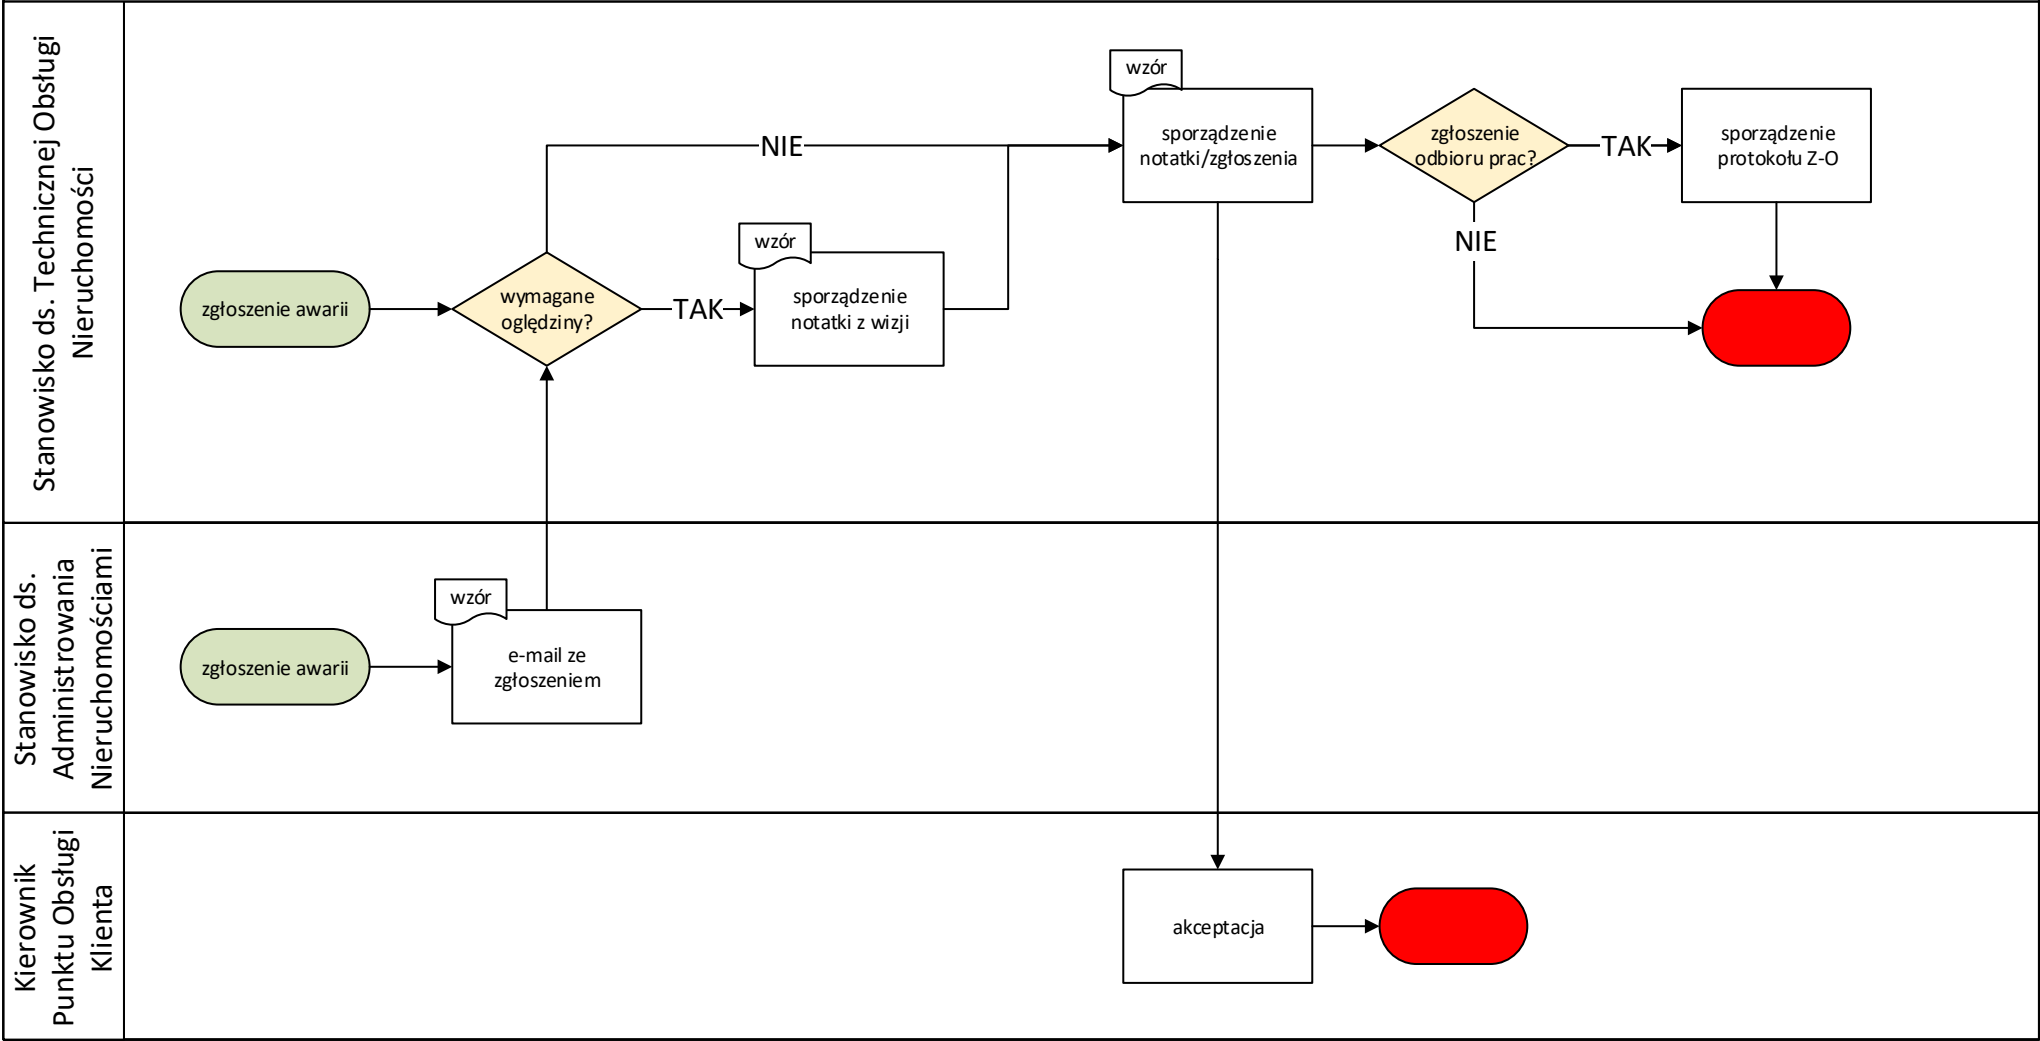 Stanowisko ds. Technicznej Obsługi
Nieruchomości
wzór
sporządzenie
notatki/zgłoszenia
zgłoszenie
odbioru prac?
TAK
sporządzenie
protokołu Z-O
NIE
NIE
zgłoszenie awarii
wymagane
oględziny?
TAK
wzór
sporządzenie
notatki z wizji
Stanowisko ds.
Administrowania
Nieruchomościami
zgłoszenie awarii
wzór
e-mail ze
zgłoszeniem
Kierownik
Punktu Obsługi
Klienta
akceptacja